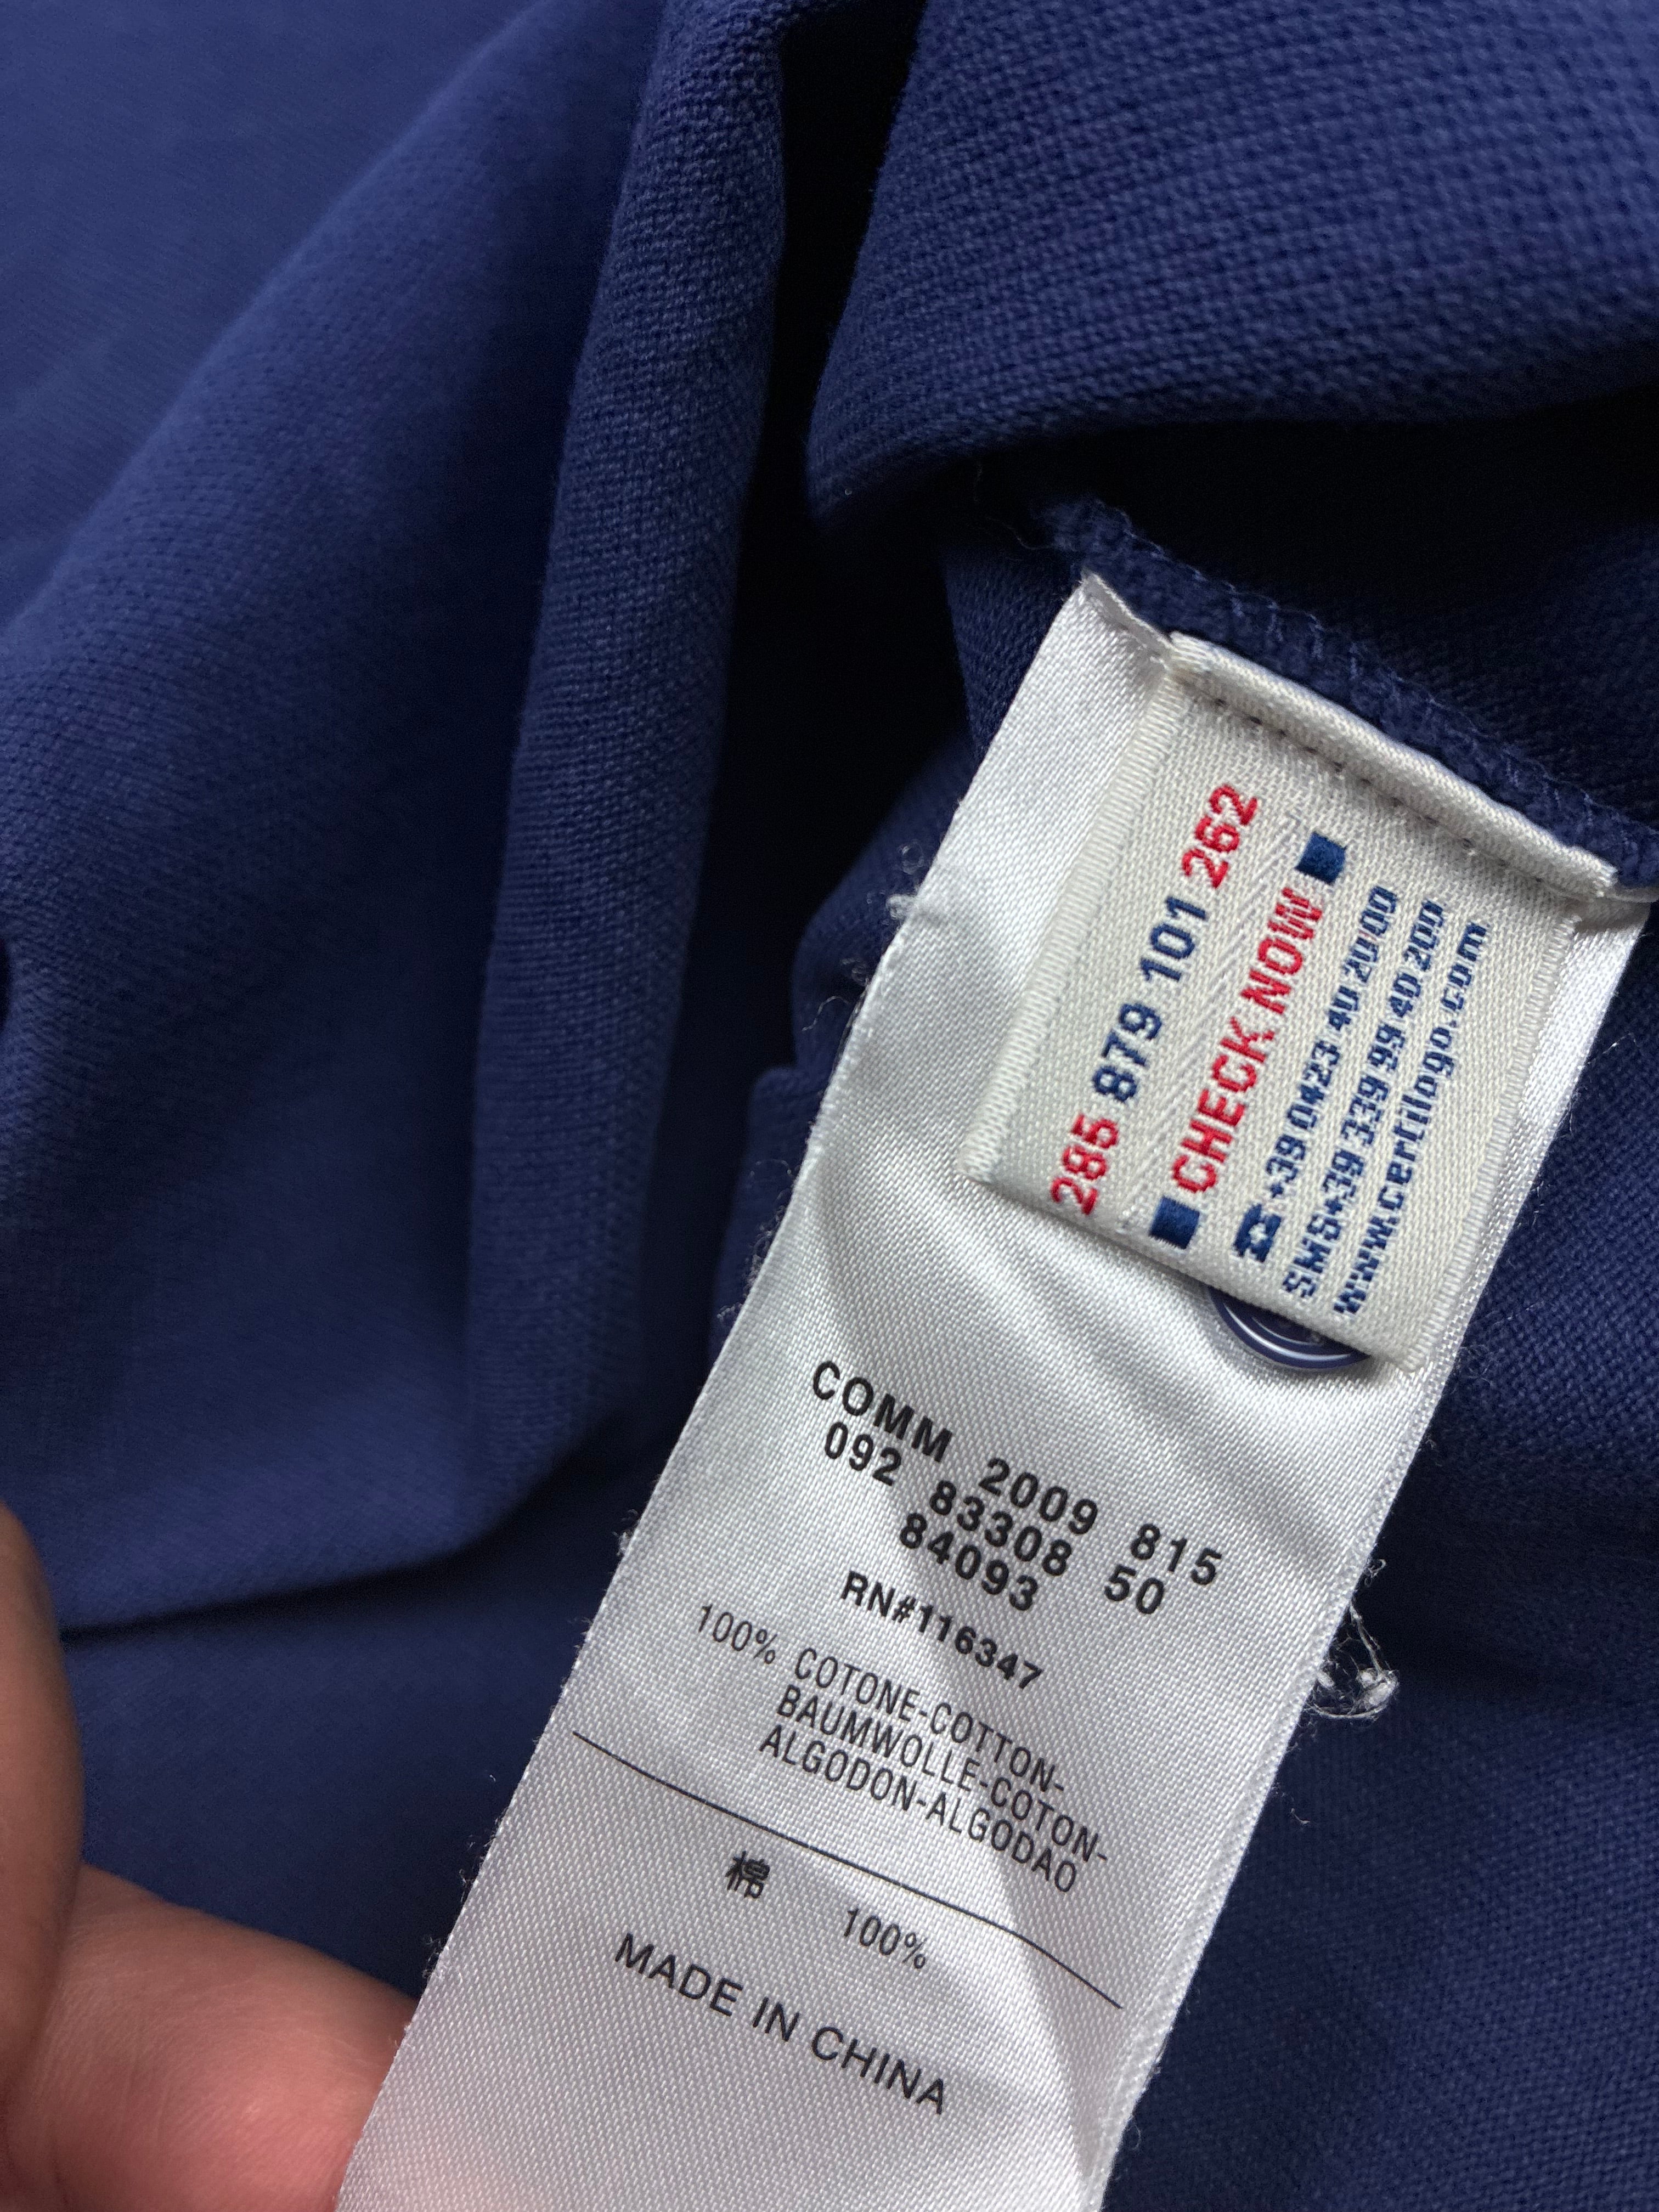 285 879 101 262
CHECK NOW
+39 0423 40 20 00
SMS+39 339 99 40 209
www.certilogo.com
COMM 2009 815
092 83308 50
84093
RN#116347
100% COTONE-COTTON-
BAUMWOLLE-COTON-
ALGODON-ALGODAO
棉 100%
MADE IN CHINA